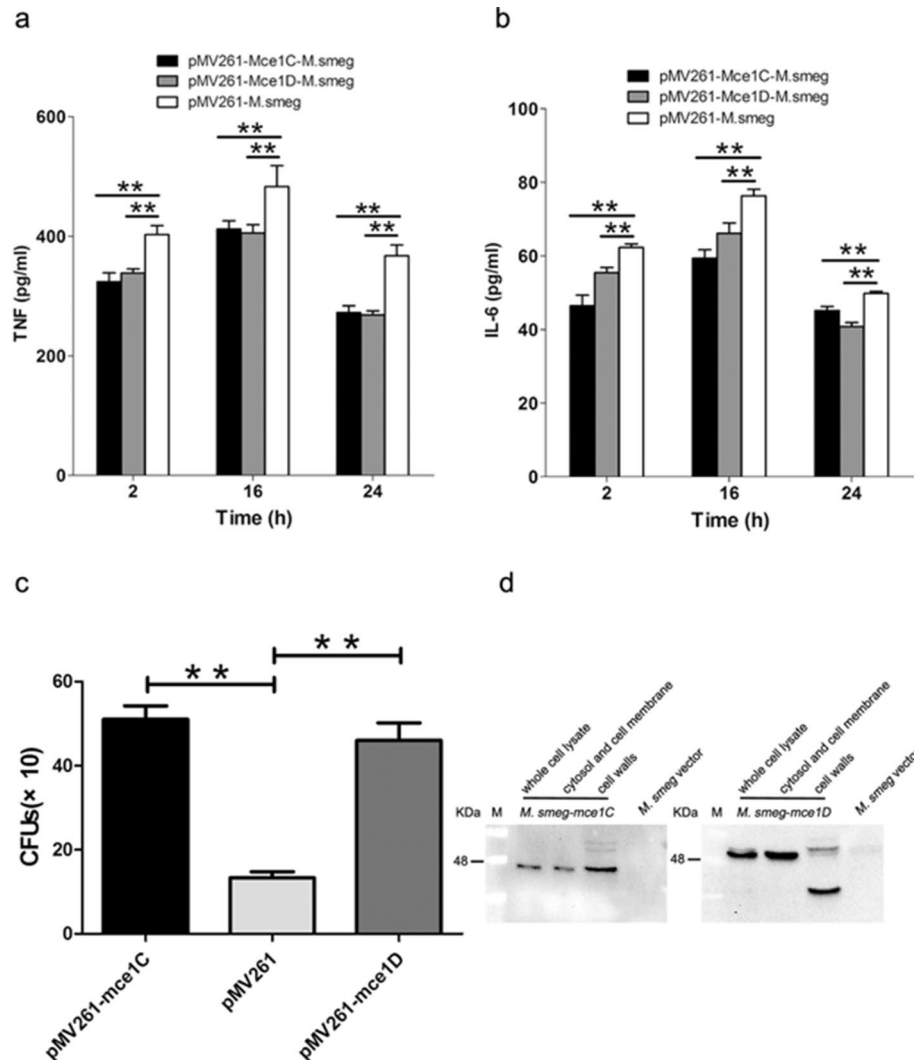 a
pMV261-Mce1C-M.smeg
pMV261-Mce1D-M.smeg
pMV261-M.smeg
600
400
200
0
TNF (pg/ml)
** ** ** ** ** **
2 16 24
Time (h)
b
pMV261-Mce1C-M.smeg
pMV261-Mce1D-M.smeg
pMV261-M.smeg
100
80
60
40
20
0
IL-6 (pg/ml)
** ** ** ** ** **
2 16 24
Time (h)
c
60
40
20
0
CFUs(× 10)
* * * *
pMV261-mce1C
pMV261
pMV261-mce1D
d
whole cell lysate
cytosol and cell membrane
cell walls
M. smeg vector
KDa M M. smeg-mce1C
48
whole cell lysate
cytosol and cell membrane
cell walls
M. smeg vector
KDa M M. smeg-mce1D
48